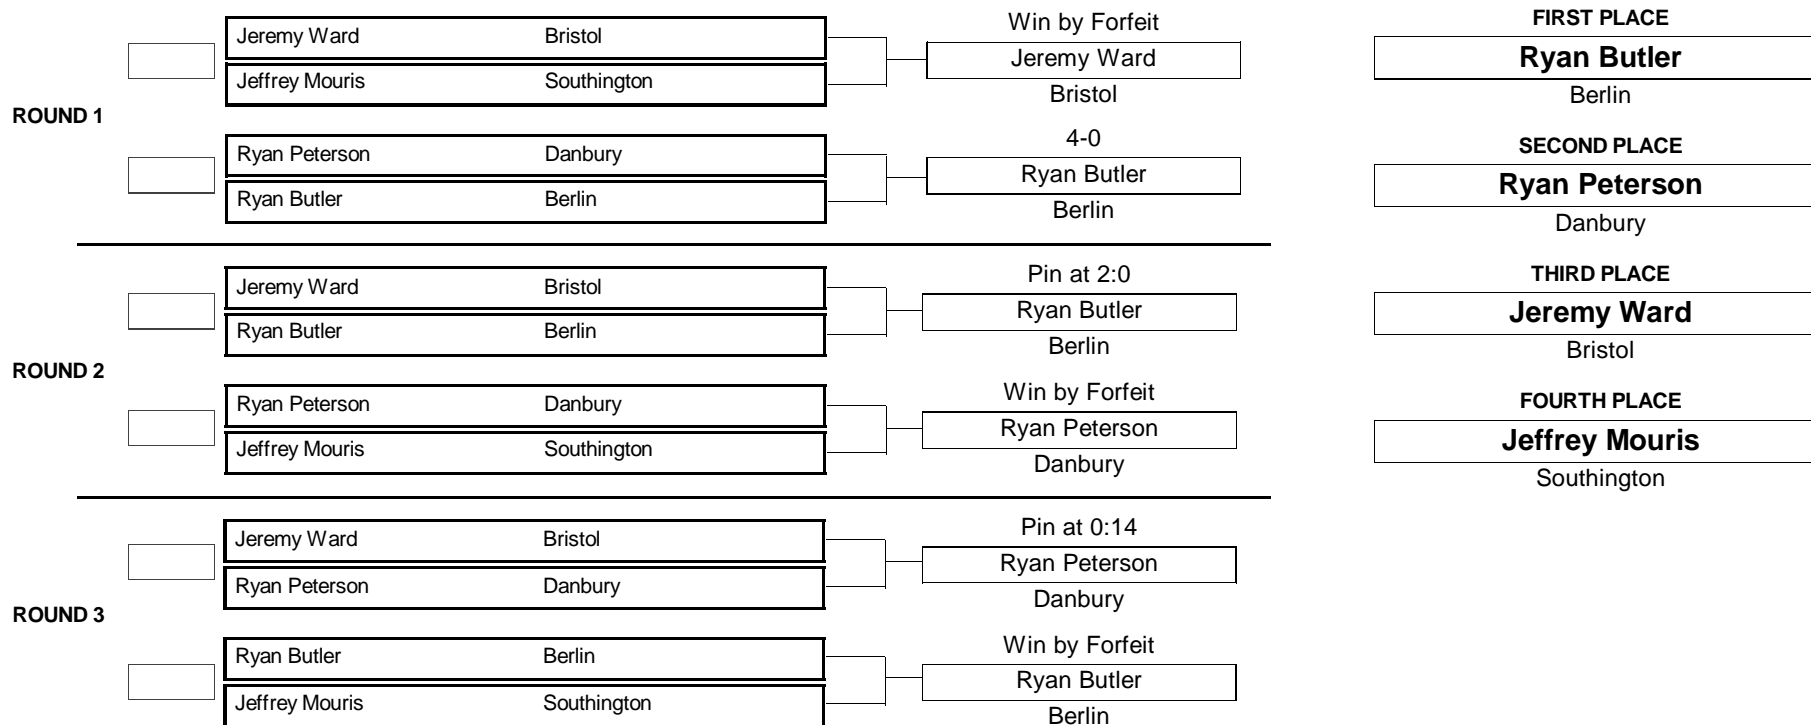 Jeremy Ward Bristol
Jeffrey Mouris Southington
Win by Forfeit
Jeremy Ward
Bristol
ROUND 1
Ryan Peterson Danbury
Ryan Butler Berlin
4-0
Ryan Butler
Berlin
Jeremy Ward Bristol
Ryan Butler Berlin
Pin at 2:0
Ryan Butler
Berlin
ROUND 2
Ryan Peterson Danbury
Jeffrey Mouris Southington
Win by Forfeit
Ryan Peterson
Danbury
Jeremy Ward Bristol
Ryan Peterson Danbury
Pin at 0:14
Ryan Peterson
Danbury
ROUND 3
Ryan Butler Berlin
Jeffrey Mouris Southington
Win by Forfeit
Ryan Butler
Berlin
FIRST PLACE
Ryan Butler
Berlin
SECOND PLACE
Ryan Peterson
Danbury
THIRD PLACE
Jeremy Ward
Bristol
FOURTH PLACE
Jeffrey Mouris
Southington